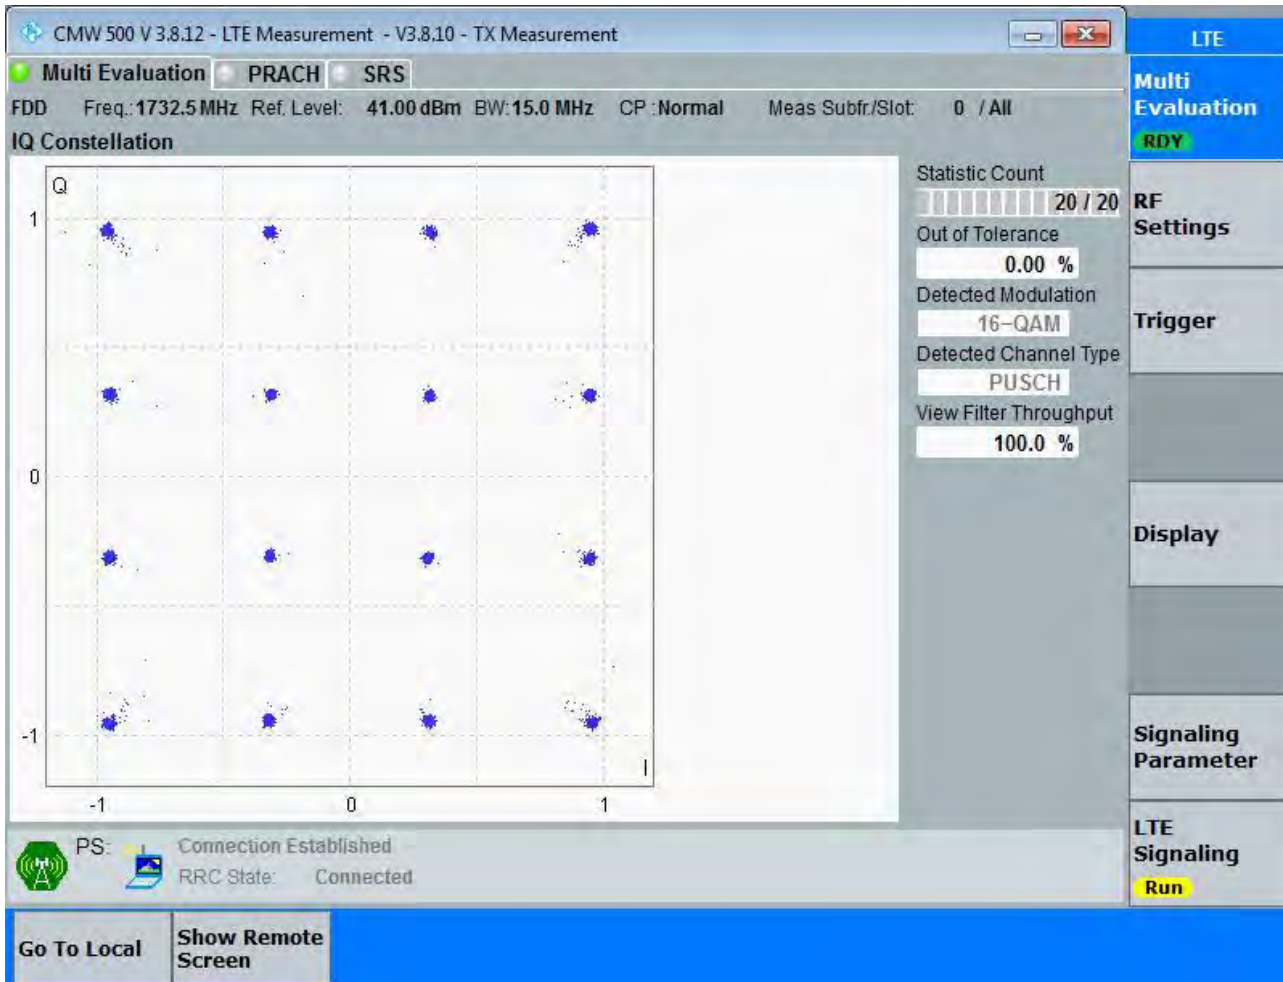 CMW 500 V 3.8.12 - LTE Measurement - V3.8.10 - TX Measurement
LTE
Multi Evaluation PRACH SRS
Multi
Evaluation
RDY
FDD Freq.: 1732.5 MHz Ref. Level: 41.00 dBm BW: 15.0 MHz CP : Normal Meas Subfr./Slot: 0 / All
IQ Constellation
Q
1
0
-1
I
-1 0 1
Statistic Count
20 / 20
Out of Tolerance
0.00 %
Detected Modulation
16-QAM
Detected Channel Type
PUSCH
View Filter Throughput
100.0 %
RF
Settings
Trigger
Display
Signaling
Parameter
LTE
Signaling
Run
PS: Connection Established
RRC State: Connected
Go To Local
Show Remote
Screen